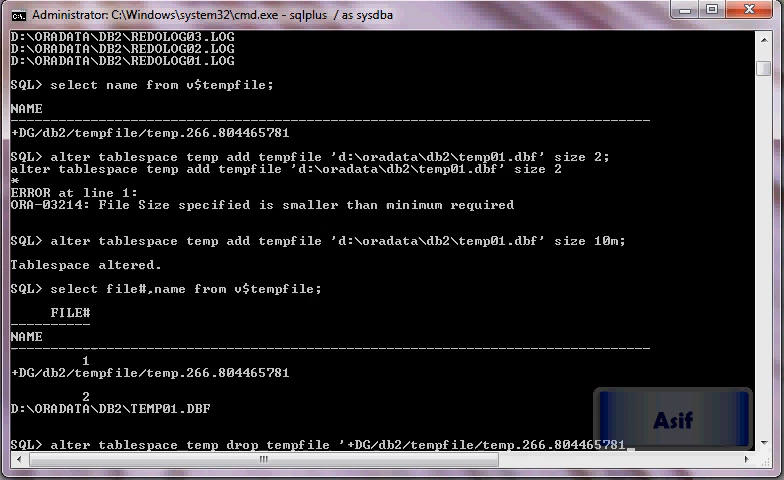 Administrator: C:\Windows\system32\cmd.exe - sqlplus / as sysdba
D:\ORADATA\DB2\REDOLOG03.LOG
D:\ORADATA\DB2\REDOLOG02.LOG
D:\ORADATA\DB2\REDOLOG01.LOG
SQL> select name from v$tempfile;
NAME
--------------------------------------------------------------------------------
+DG/db2/tempfile/temp.266.804465781
SQL> alter tablespace temp add tempfile 'd:\oradata\db2\temp01.dbf' size 2;
alter tablespace temp add tempfile 'd:\oradata\db2\temp01.dbf' size 2
*
ERROR at line 1:
ORA-03214: File Size specified is smaller than minimum required
SQL> alter tablespace temp add tempfile 'd:\oradata\db2\temp01.dbf' size 10m;
Tablespace altered.
SQL> select file#,name from v$tempfile;
FILE#
----------
NAME
--------------------------------------------------------------------------------
1
+DG/db2/tempfile/temp.266.804465781
2
D:\ORADATA\DB2\TEMP01.DBF
SQL> alter tablespace temp drop tempfile '+DG/db2/tempfile/temp.266.804465781_
Asif